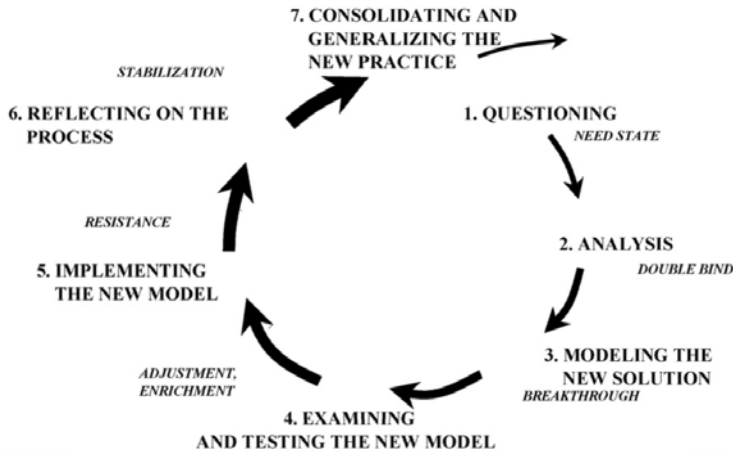 7. CONSOLIDATING AND
GENERALIZING THE
NEW PRACTICE
STABILIZATION
6. REFLECTING ON THE
PROCESS
1. QUESTIONING
NEED STATE
RESISTANCE
2. ANALYSIS
DOUBLE BIND
5. IMPLEMENTING
THE NEW MODEL
3. MODELING THE
NEW SOLUTION
BREAKTHROUGH
ADJUSTMENT,
ENRICHMENT
4. EXAMINING
AND TESTING THE NEW MODEL